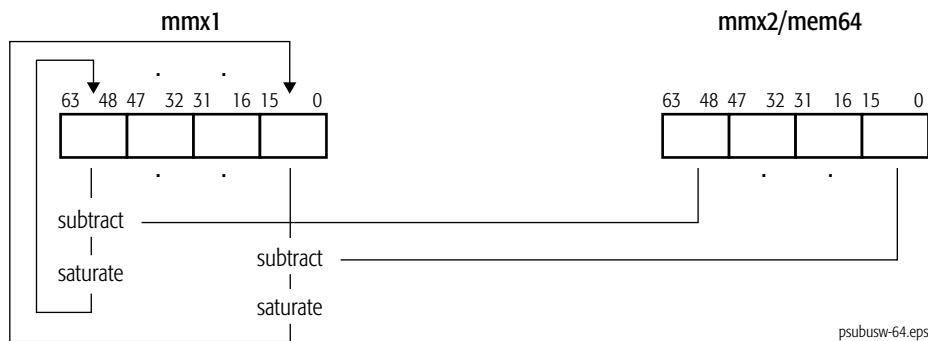 mmx1 mmx2/mem64
. .
63 48 47 32 31 16 15 0 63 48 47 32 31 16 15 0
. . . .
subtract
subtract
saturate
saturate
psubusw-64.eps